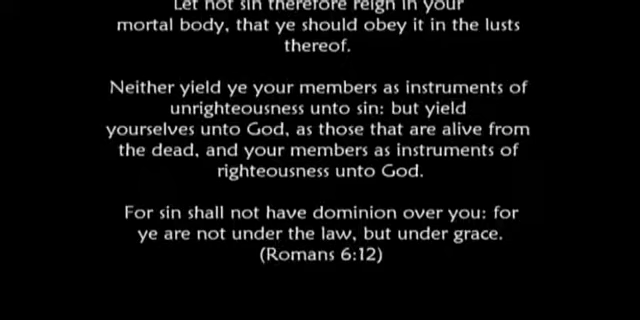 Let not sin therefore reign in your
mortal body, that ye should obey it in the lusts
thereof.
Neither yield ye your members as instruments of
unrighteousness unto sin: but yield
yourselves unto God, as those that are alive from
the dead, and your members as instruments of
righteousness unto God.
For sin shall not have dominion over you: for
ye are not under the law, but under grace.
(Romans 6:12)